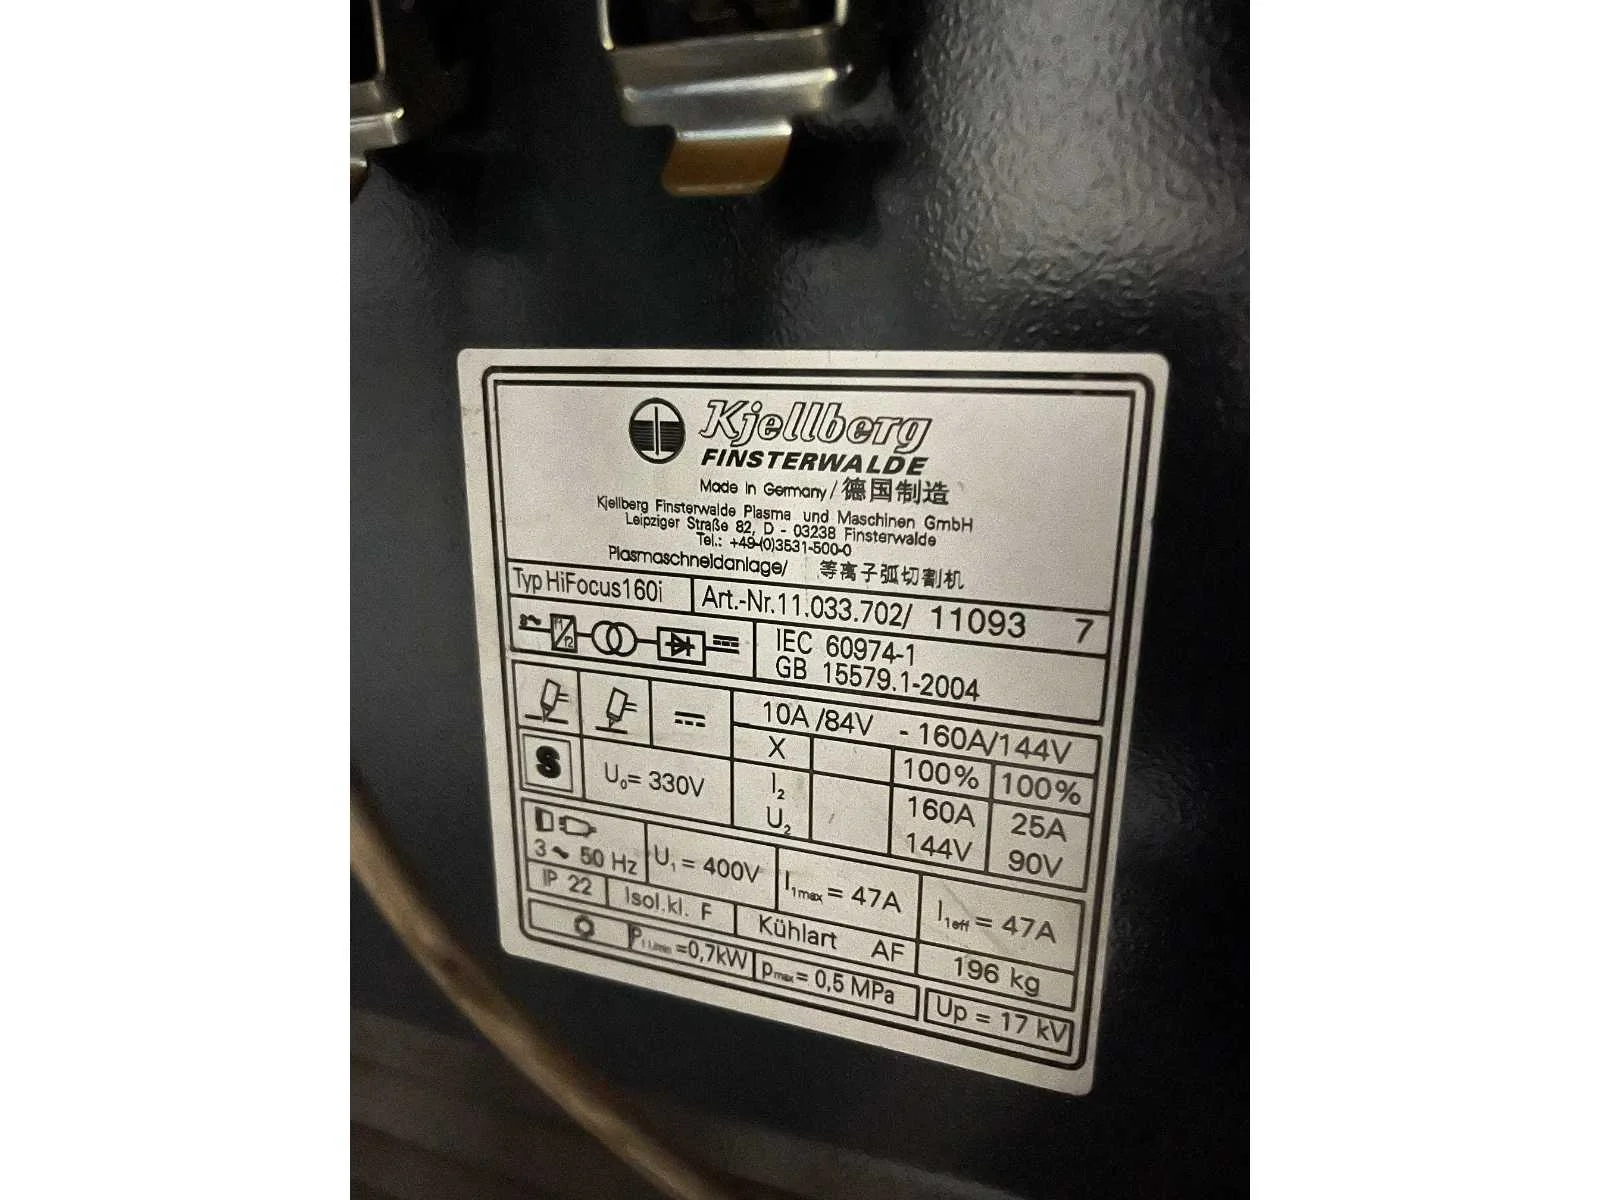 Kjellberg
FINSTERWALDE
Made in Germany/德国制造
Kjellberg Finsterwalde Plasma und Maschinen GmbH
Leipziger Straße 82, D - 03238 Finsterwalde
Tel.: +49-(0)3531-500-0
Plasmaschneidanlage/ 等离子弧切割机
Typ HiFocus160i Art.-Nr.11.033.702/ 11093 7
IEC 60974-1
GB 15579.1-2004
10A/84V - 160A/144V
X 100% 100%
S U₀= 330V I₂ 160A 25A
U₂ 144V 90V
3~ 50 Hz U₁ = 400V I₁max = 47A I₁eff = 47A
IP 22 Isol.kl. F Kühlart AF 196 kg
=0,7kW pmax= 0,5 MPa Up = 17 kV